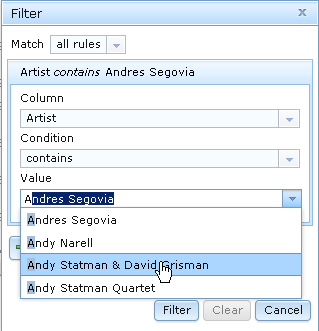 Filter x
Match all rules
Artist contains Andres Segovia
Column
Artist
Condition
contains
Value
Andres Segovia
Andres Segovia
Andy Narell
Andy Statman & David Grisman
Andy Statman Quartet
Filter Clear Cancel